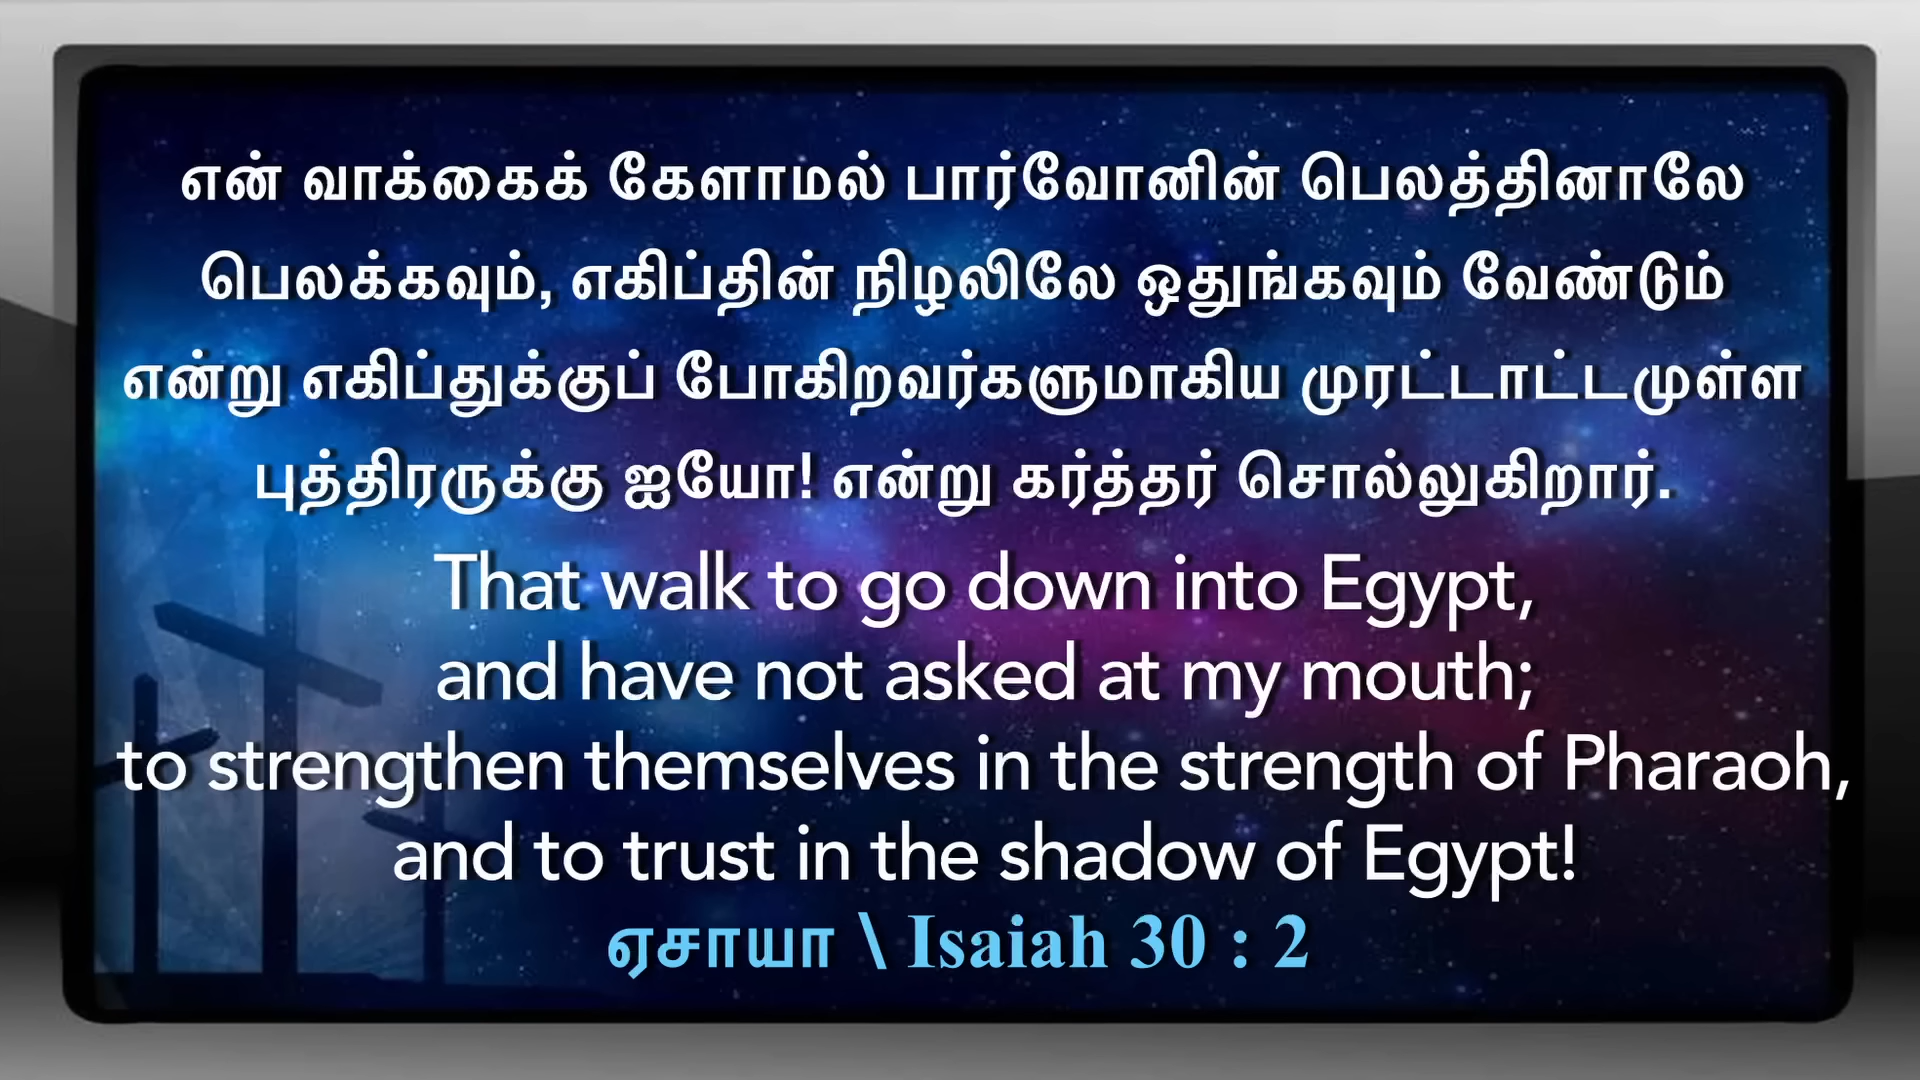 என் வாக்கைக் கேளாமல் பார்வோனின் பெலத்தினாலே
பெலக்கவும், எகிப்தின் நிழலிலே ஒதுங்கவும் வேண்டும்
என்று எகிப்துக்குப் போகிறவர்களுமாகிய முரட்டாட்டமுள்ள
புத்திரருக்கு ஐயோ! என்று கர்த்தர் சொல்லுகிறார்.
That walk to go down into Egypt,
and have not asked at my mouth;
to strengthen themselves in the strength of Pharaoh,
and to trust in the shadow of Egypt!
ஏசாயா \ Isaiah 30 : 2